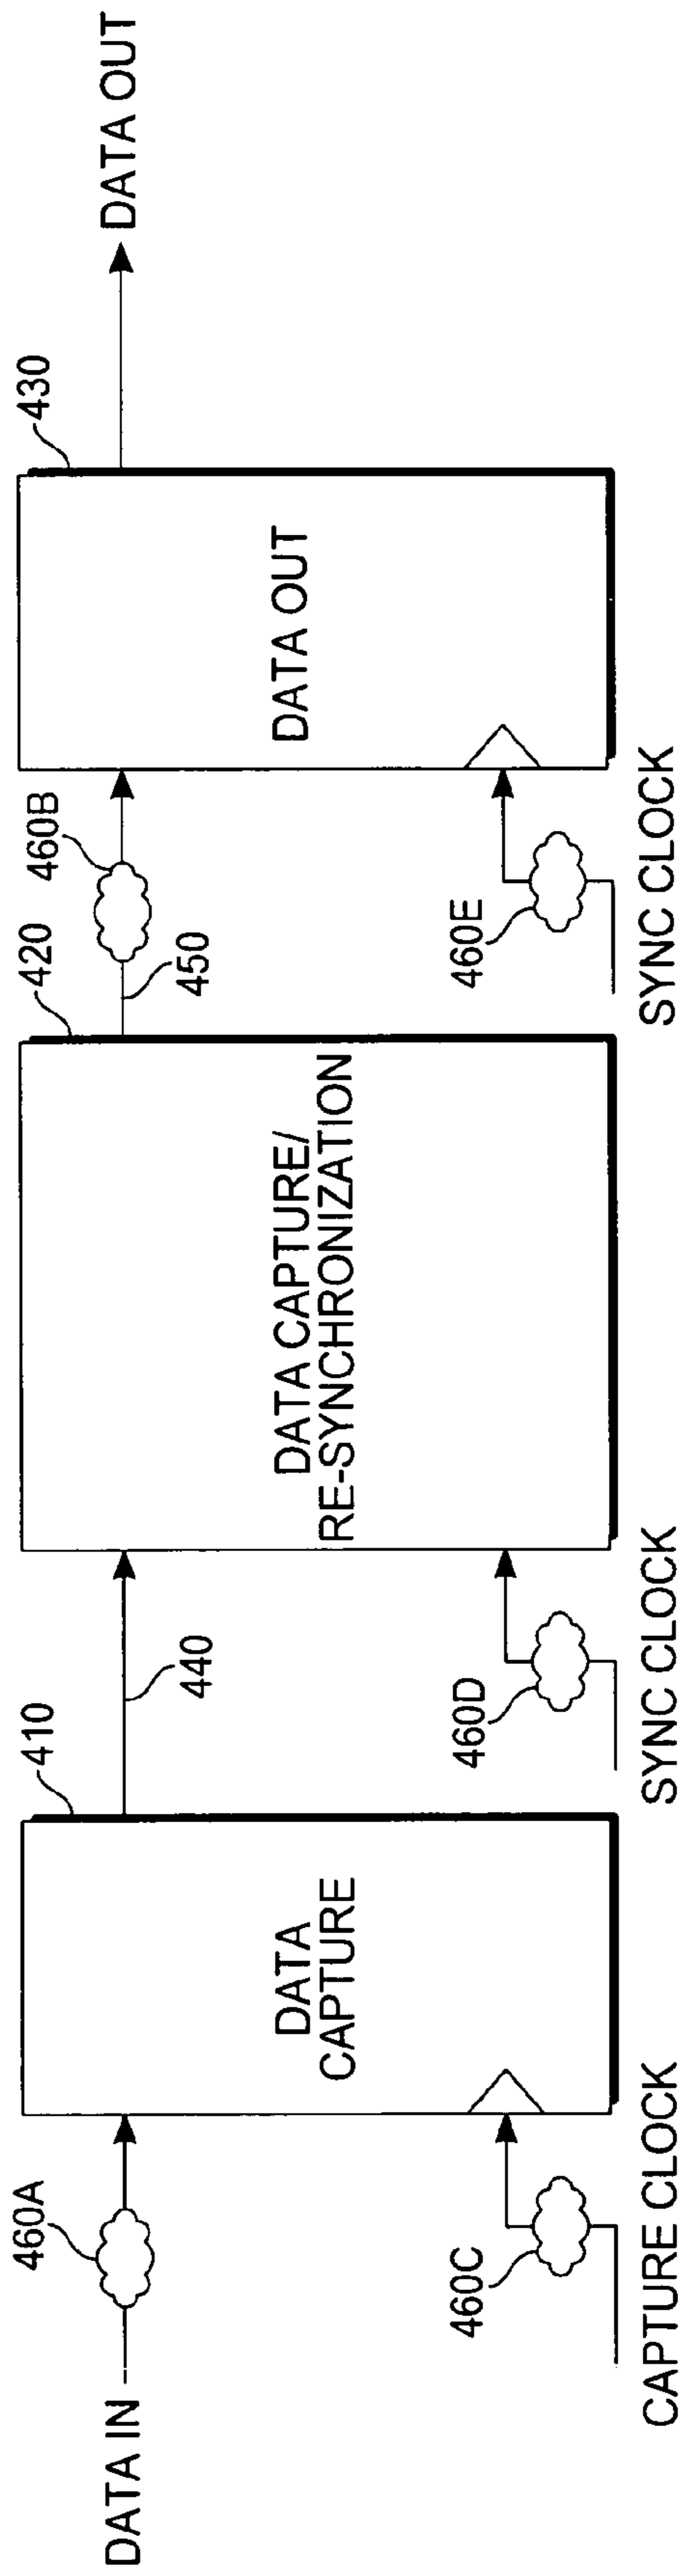 DATA IN
460A
DATA
CAPTURE
410
460C
CAPTURE CLOCK
440
DATA CAPTURE/
RE-SYNCHRONIZATION
420
460D
SYNC CLOCK
450
460B
DATA OUT
430
460E
SYNC CLOCK
DATA OUT